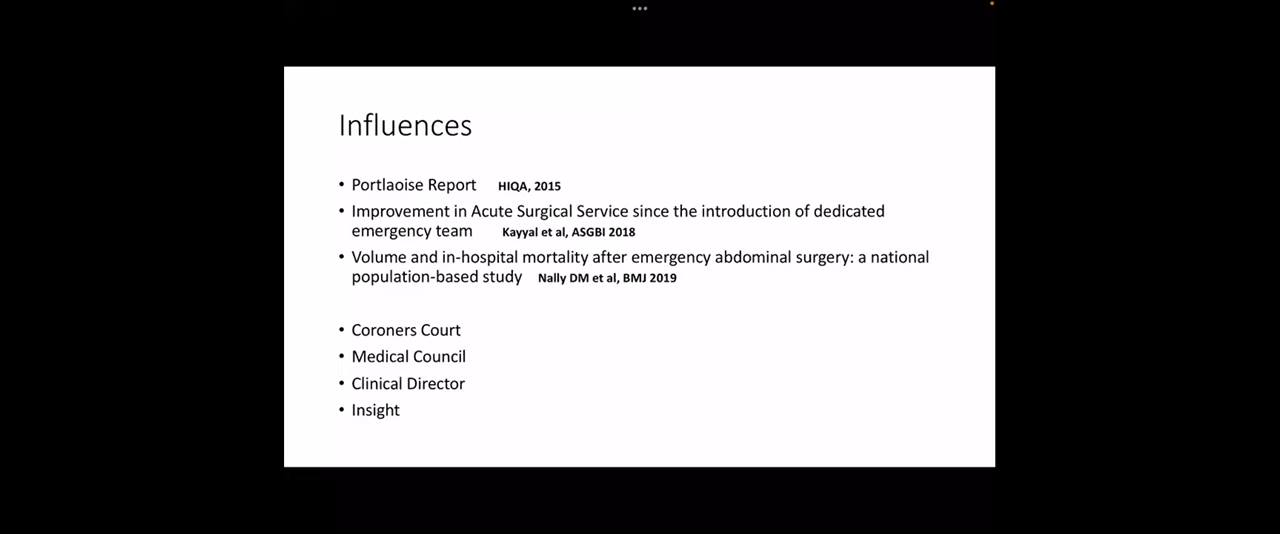 Influences
• Portlaoise Report HIQA, 2015
• Improvement in Acute Surgical Service since the introduction of dedicated
emergency team Kayyal et al, ASGBI 2018
• Volume and in-hospital mortality after emergency abdominal surgery: a national
population-based study Nally DM et al, BMJ 2019
• Coroners Court
• Medical Council
• Clinical Director
• Insight